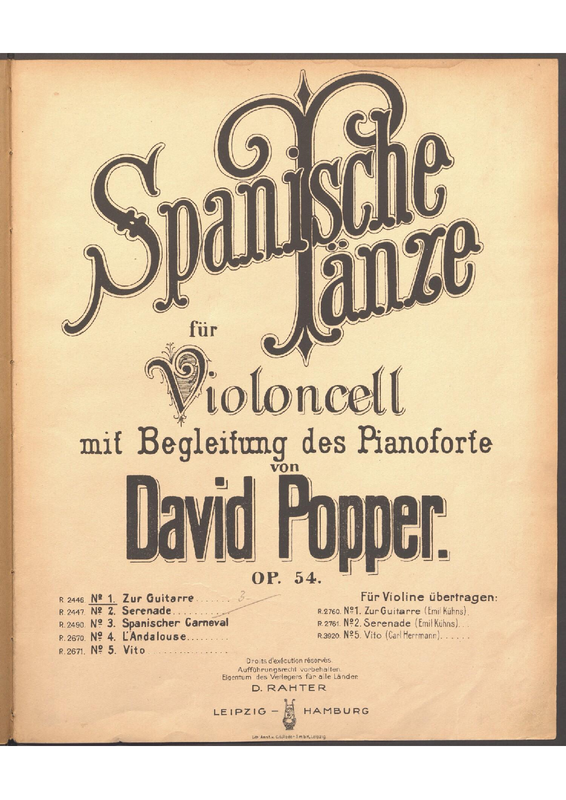 Spanische
Tänze
für
Violoncell
mit Begleitung des Pianoforte
von
David Popper.
OP. 54.
R. 2446. No 1. Zur Guitarre . . . . . . . 3.
R. 2447. No 2. Serenade . . . . . . . . .
R. 2490. No 3. Spanischer Carneval
R. 2670. No 4. L'Andalouse . . . . . . .
R. 2671. No 5. Vito . . . . . . . . . . . . .
Für Violine übertragen:
R. 2760. No 1. Zur Guitarre (Emil Kühns).
R. 2761. No 2. Serenade (Emil Kühns) . .
R. 3020. No 5. Vito (Carl Herrmann) . . . . .
Droits d'exécution réservés.
Aufführungsrecht vorbehalten.
Eigentum des Verlegers für alle Länder.
D. RAHTER
LEIPZIG – HAMBURG